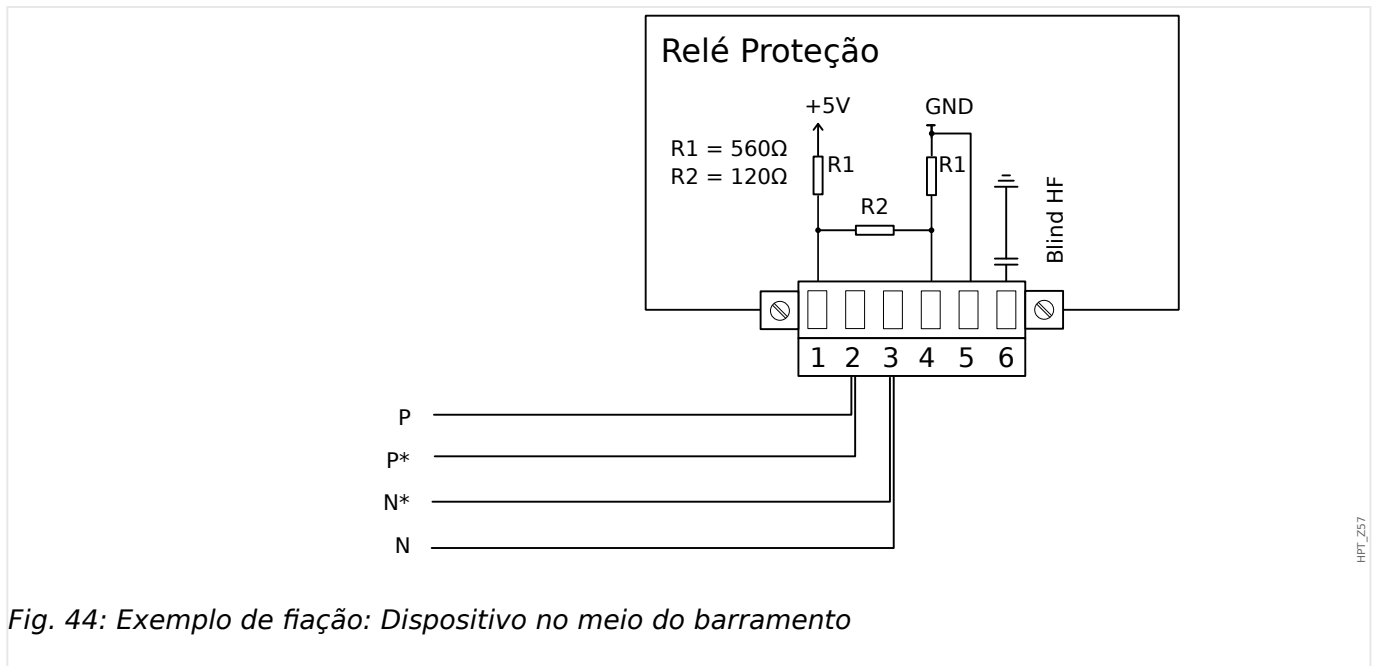 Relé Proteção
+5V
GND
R1 = 560Ω
R2 = 120Ω
R1
R1
R2
Blind HF
1 2 3 4 5 6
P
P*
N*
N
HPT_Z57
Fig. 44: Exemplo de fiação: Dispositivo no meio do barramento